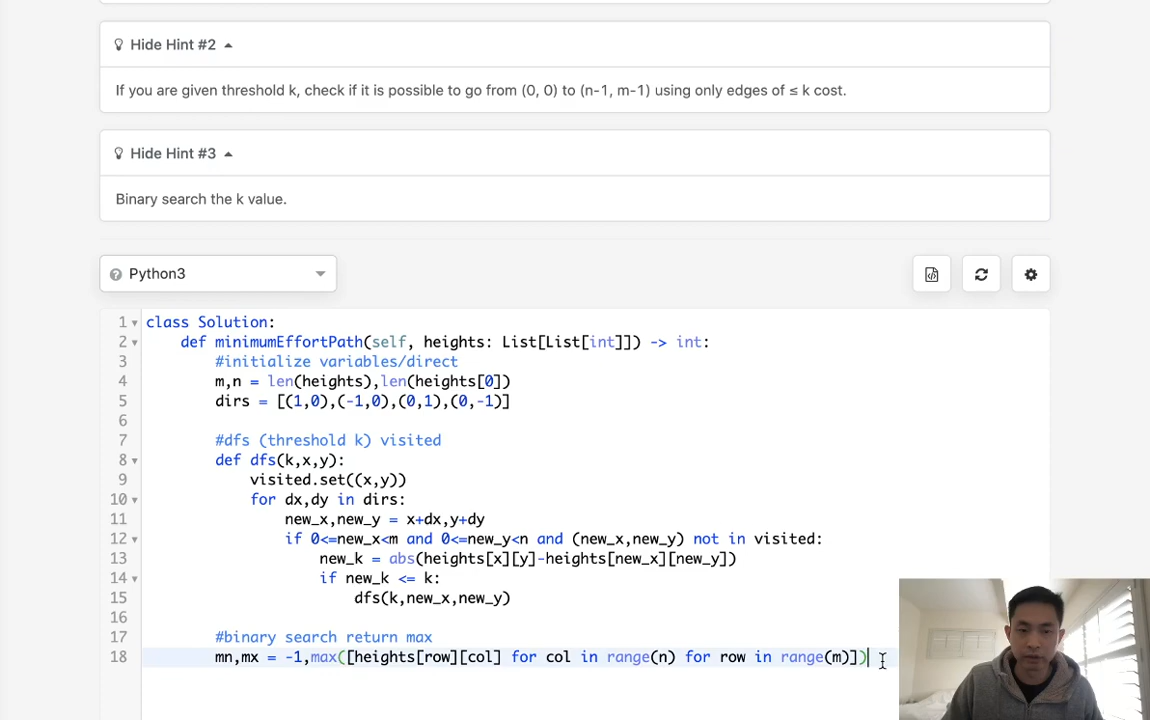 Hide Hint #2
If you are given threshold k, check if it is possible to go from (0, 0) to (n-1, m-1) using only edges of ≤ k cost.
Hide Hint #3
Binary search the k value.
Python3
1 class Solution:
2 def minimumEffortPath(self, heights: List[List[int]]) -> int:
3 #initialize variables/direct
4 m,n = len(heights),len(heights[0])
5 dirs = [(1,0),(-1,0),(0,1),(0,-1)]
6
7 #dfs (threshold k) visited
8 def dfs(k,x,y):
9 visited.set((x,y))
10 for dx,dy in dirs:
11 new_x,new_y = x+dx,y+dy
12 if 0<=new_x<m and 0<=new_y<n and (new_x,new_y) not in visited:
13 new_k = abs(heights[x][y]-heights[new_x][new_y])
14 if new_k <= k:
15 dfs(k,new_x,new_y)
16
17 #binary search return max
18 mn,mx = -1,max([heights[row][col] for col in range(n) for row in range(m)])